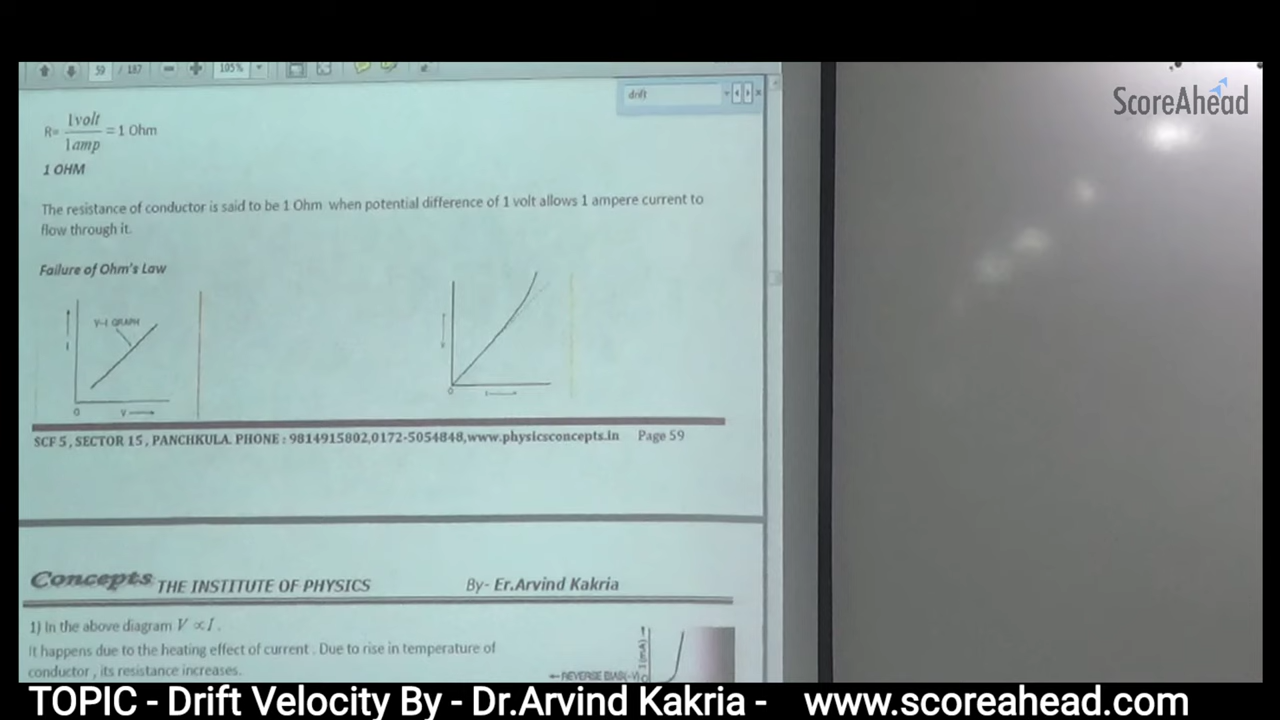 59 / 187 105%
drift
ScoreAhead
R= 1volt / 1amp = 1 Ohm
1 OHM
The resistance of conductor is said to be 1 Ohm when potential difference of 1 volt allows 1 ampere current to
flow through it.
Failure of Ohm's Law
V-I GRAPH
I
V
O V
O I
SCF 5 , SECTOR 15 , PANCHKULA. PHONE : 9814915802,0172-5054848,www.physicsconcepts.in Page 59
Concepts THE INSTITUTE OF PHYSICS By- Er.Arvind Kakria
1) In the above diagram V ∝ I .
It happens due to the heating effect of current . Due to rise in temperature of
conductor , its resistance increases.
I (mA)
REVERSE BIAS(-V) O
TOPIC - Drift Velocity By - Dr.Arvind Kakria - www.scoreahead.com